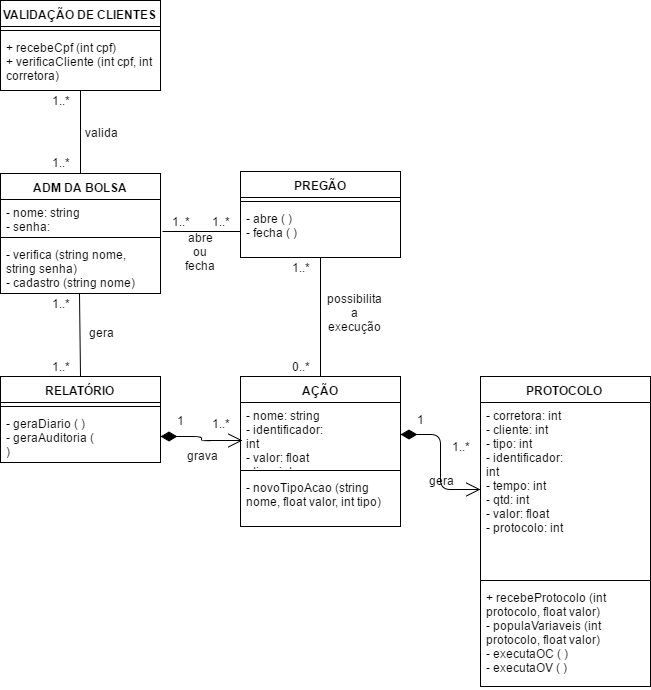 VALIDAÇÃO DE CLIENTES
+ recebeCpf (int cpf)
+ verificaCliente (int cpf, int
corretora)
1..*
valida
1..*
ADM DA BOLSA
- nome: string
- senha:
- verifica (string nome,
string senha)
- cadastro (string nome)
1..*
1..*
abre
ou
fecha
PREGÃO
- abre ( )
- fecha ( )
1..*
possibilita
a
execução
0..*
1..*
gera
1..*
RELATÓRIO
- geraDiario ( )
- geraAuditoria (
)
1
1..*
grava
AÇÃO
- nome: string
- identificador:
int
- valor: float
- novoTipoAcao (string
nome, float valor, int tipo)
1
1..*
gera
PROTOCOLO
- corretora: int
- cliente: int
- tipo: int
- identificador:
int
- tempo: int
- qtd: int
- valor: float
- protocolo: int
+ recebeProtocolo (int
protocolo, float valor)
- populaVariaveis (int
protocolo, float valor)
- executaOC ( )
- executaOV ( )